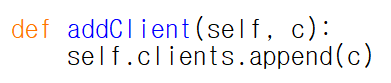 def addClient(self, c):
    self.clients.append(c)